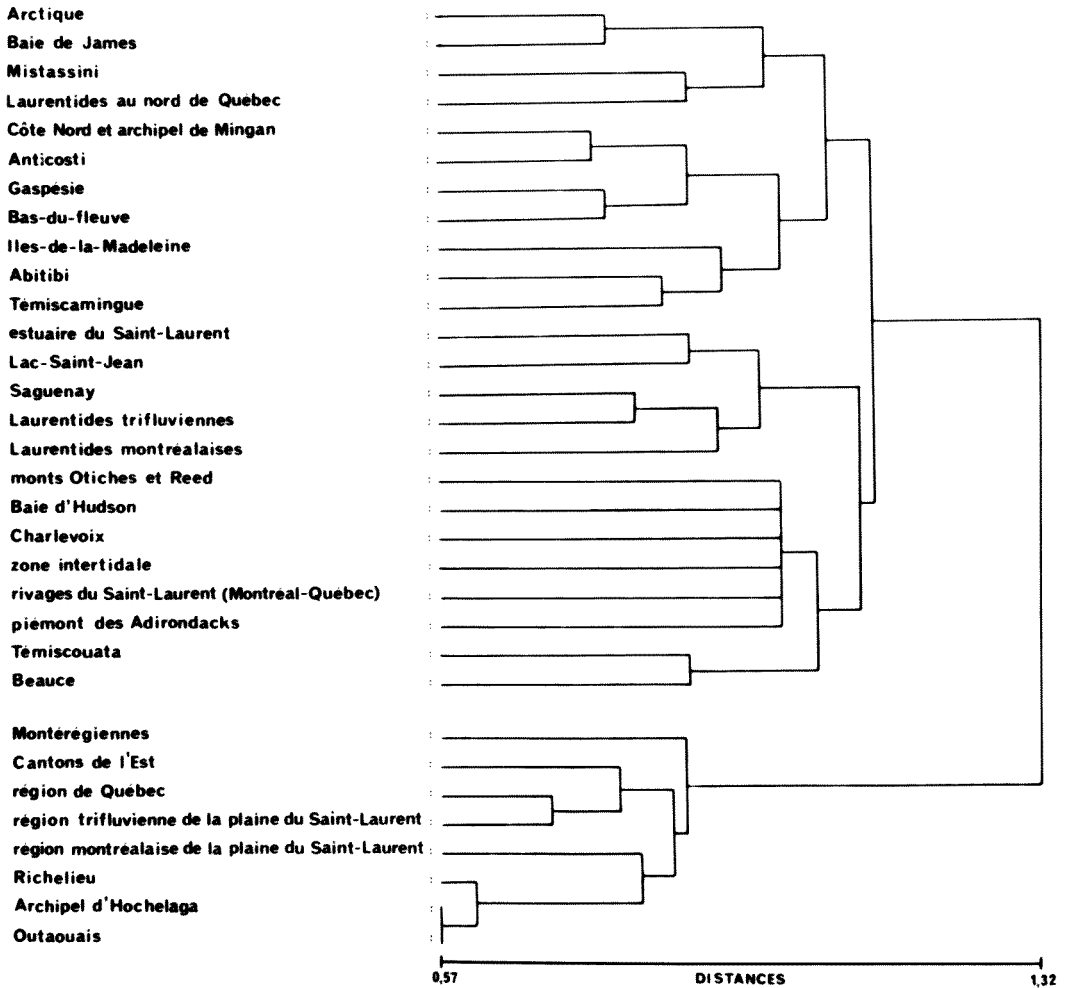 Arctique
Baie de James
Mistassini
Laurentides au nord de Québec
Côte Nord et archipel de Mingan
Anticosti
Gaspésie
Bas-du-fleuve
Iles-de-la-Madeleine
Abitibi
Témiscamingue
estuaire du Saint-Laurent
Lac-Saint-Jean
Saguenay
Laurentides trifluviennes
Laurentides montréalaises
monts Otiches et Reed
Baie d'Hudson
Charlevoix
zone intertidale
rivages du Saint-Laurent (Montréal-Québec)
piémont des Adirondacks
Témiscouata
Beauce
Montérégiennes
Cantons de l'Est
région de Québec
région trifluvienne de la plaine du Saint-Laurent
région montréalaise de la plaine du Saint-Laurent
Richelieu
Archipel d'Hochelaga
Outaouais
0,57 DISTANCES 1,32